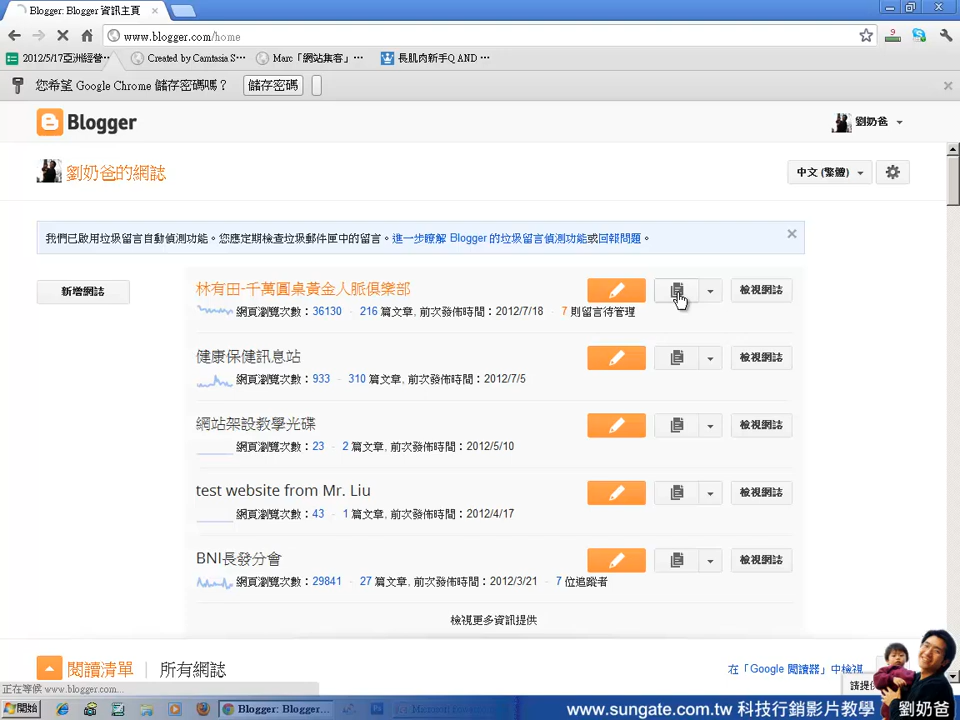 Blogger: Blogger 資訊主頁
www.blogger.com/home
9
2012/5/17亞洲經營… Created by Camtasia S… Marc「網站集客」… 長肌肉新手Q AND …
您希望 Google Chrome 儲存密碼嗎？ 儲存密碼
Blogger 劉奶爸
劉奶爸的網誌 中文 (繁體)
我們已啟用垃圾留言自動偵測功能。您應定期檢查垃圾郵件匣中的留言。進一步瞭解 Blogger 的垃圾留言偵測功能或回報問題。
新增網誌
林有田-千萬圓桌黃金人脈俱樂部 檢視網誌
網頁瀏覽次數：36130 - 216 篇文章, 前次發佈時間：2012/7/18 - 7 則留言待管理
健康保健訊息站 檢視網誌
網頁瀏覽次數：933 - 310 篇文章, 前次發佈時間：2012/7/5
網站架設教學光碟 檢視網誌
網頁瀏覽次數：23 - 2 篇文章, 前次發佈時間：2012/5/10
test website from Mr. Liu 檢視網誌
網頁瀏覽次數：43 - 1 篇文章, 前次發佈時間：2012/4/17
BNI長發分會 檢視網誌
網頁瀏覽次數：29841 - 27 篇文章, 前次發佈時間：2012/3/21 - 7 位追蹤者
檢視更多資訊提供
閱讀清單 | 所有網誌 在「Google 閱讀器」中檢視
正在等候 www.blogger.com... 請提
開始 Blogger: Blogger... Microsoft
www.sungate.com.tw 科技行銷影片教學 劉奶爸